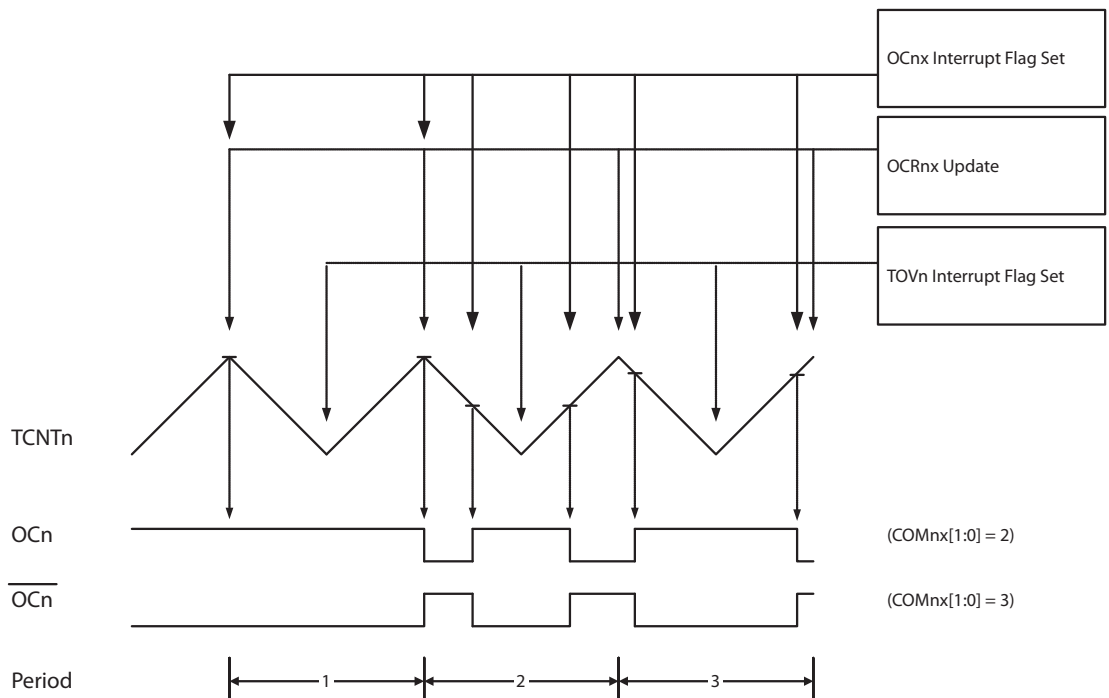 OCnx Interrupt Flag Set
OCRnx Update
TOVn Interrupt Flag Set
TCNTn
OCn
(COMnx[1:0] = 2)
OCn
(COMnx[1:0] = 3)
Period
1
2
3